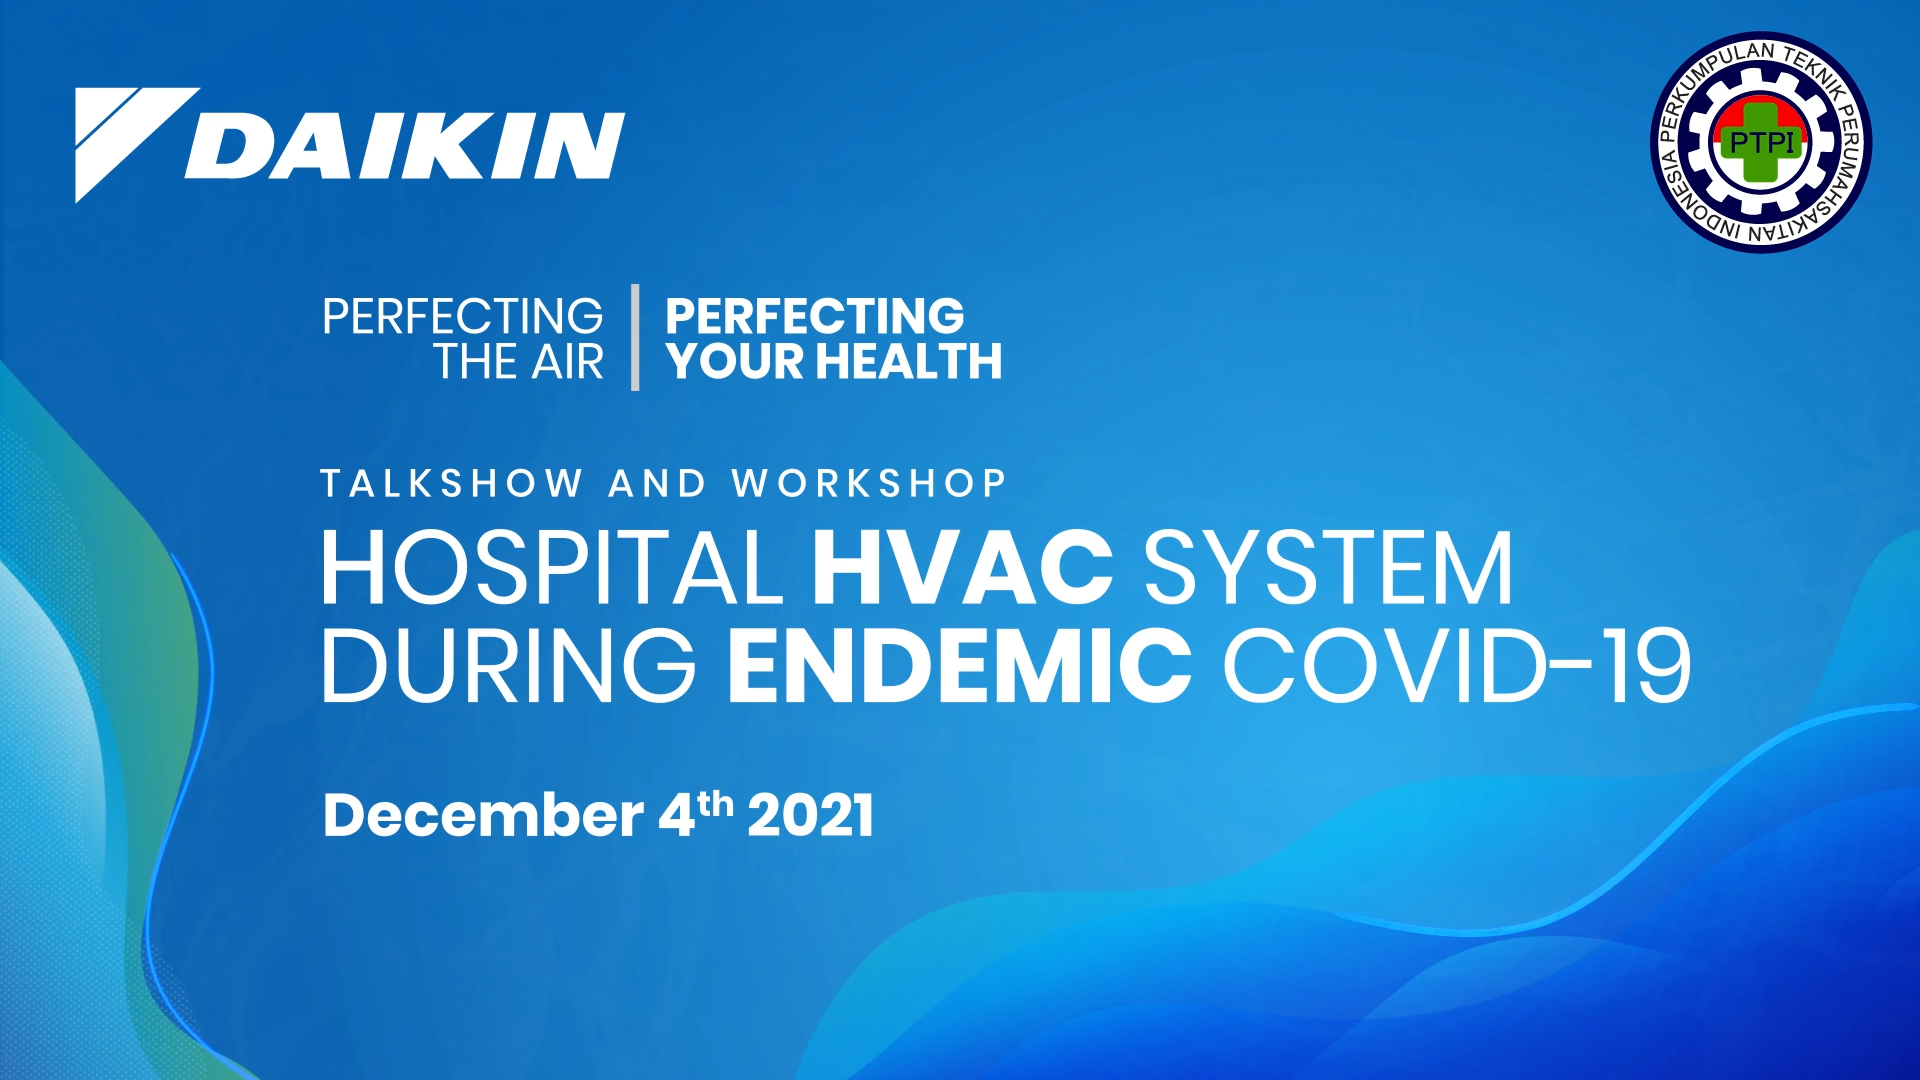 DAIKIN
PERKUMPULAN TEKNIK PERUMAHSAKITAN INDONESIA
PTPI
PERFECTING
THE AIR
PERFECTING
YOUR HEALTH
TALKSHOW AND WORKSHOP
HOSPITAL HVAC SYSTEM
DURING ENDEMIC COVID-19
December 4th 2021